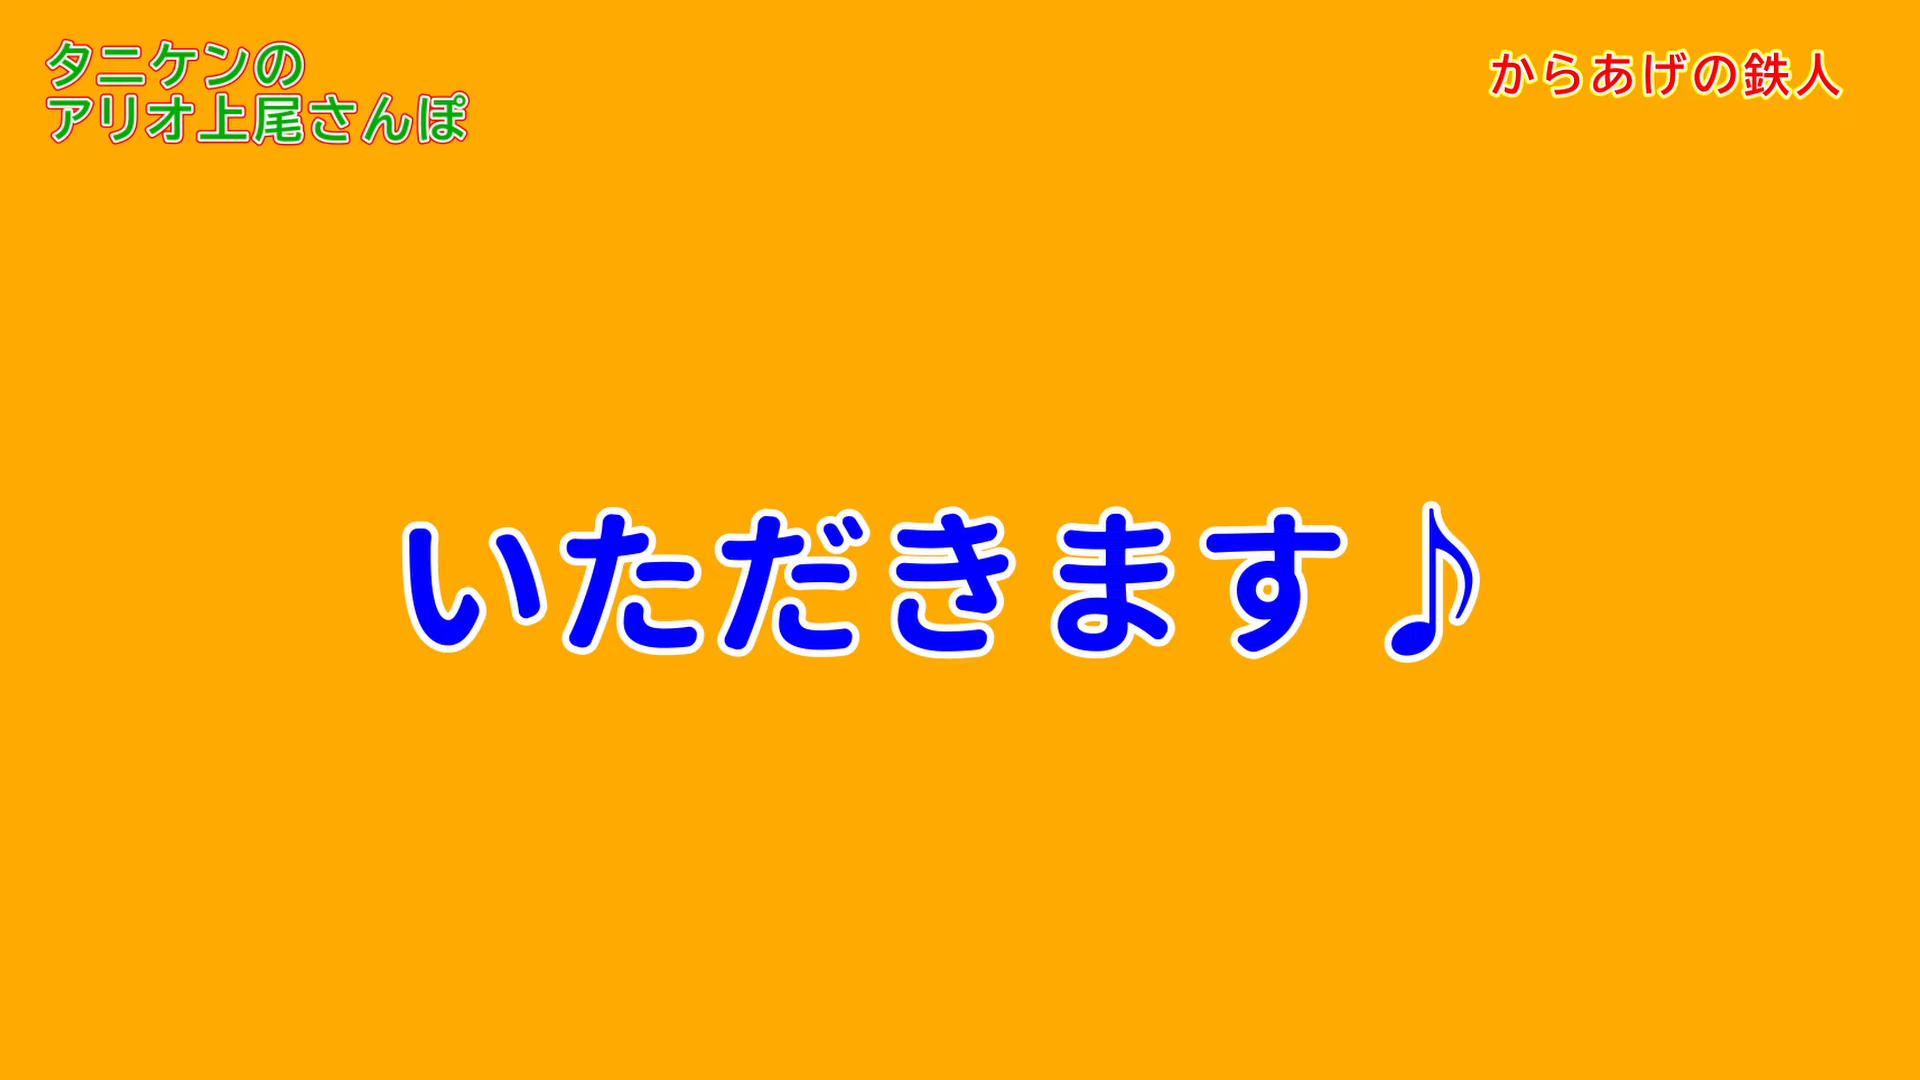 タニケンの
アリオ上尾さんぽ
からあげの鉄人
いただきます♪